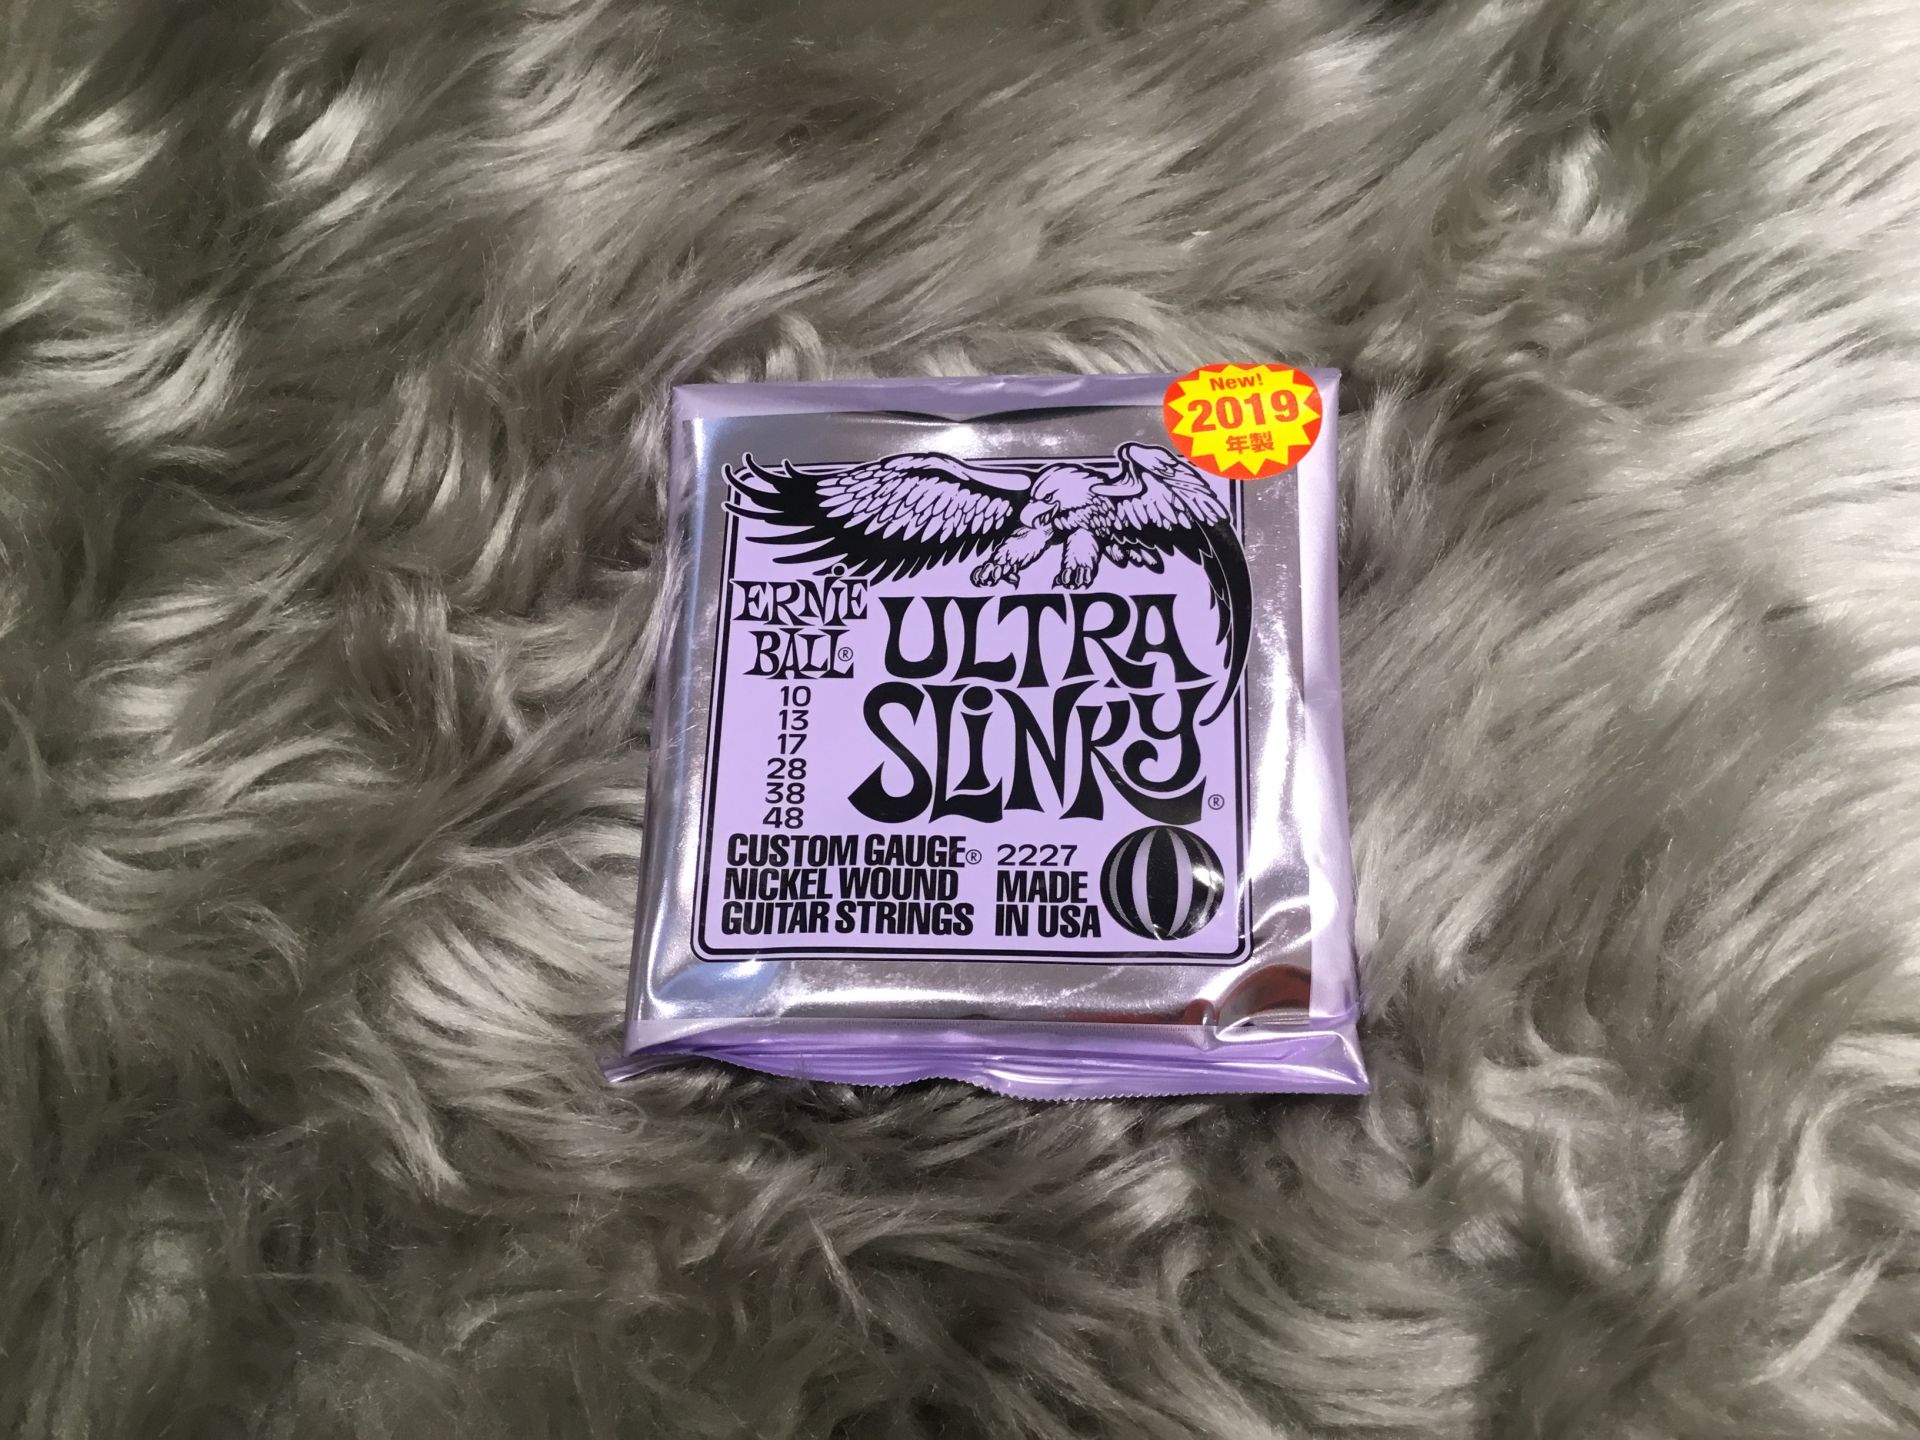 New!
2019
年製
ERNIE
BALL®
ULTRA
SLINKY®
10
13
17
28
38
48
CUSTOM GAUGE®
NICKEL WOUND
GUITAR STRINGS
2227
MADE
IN USA